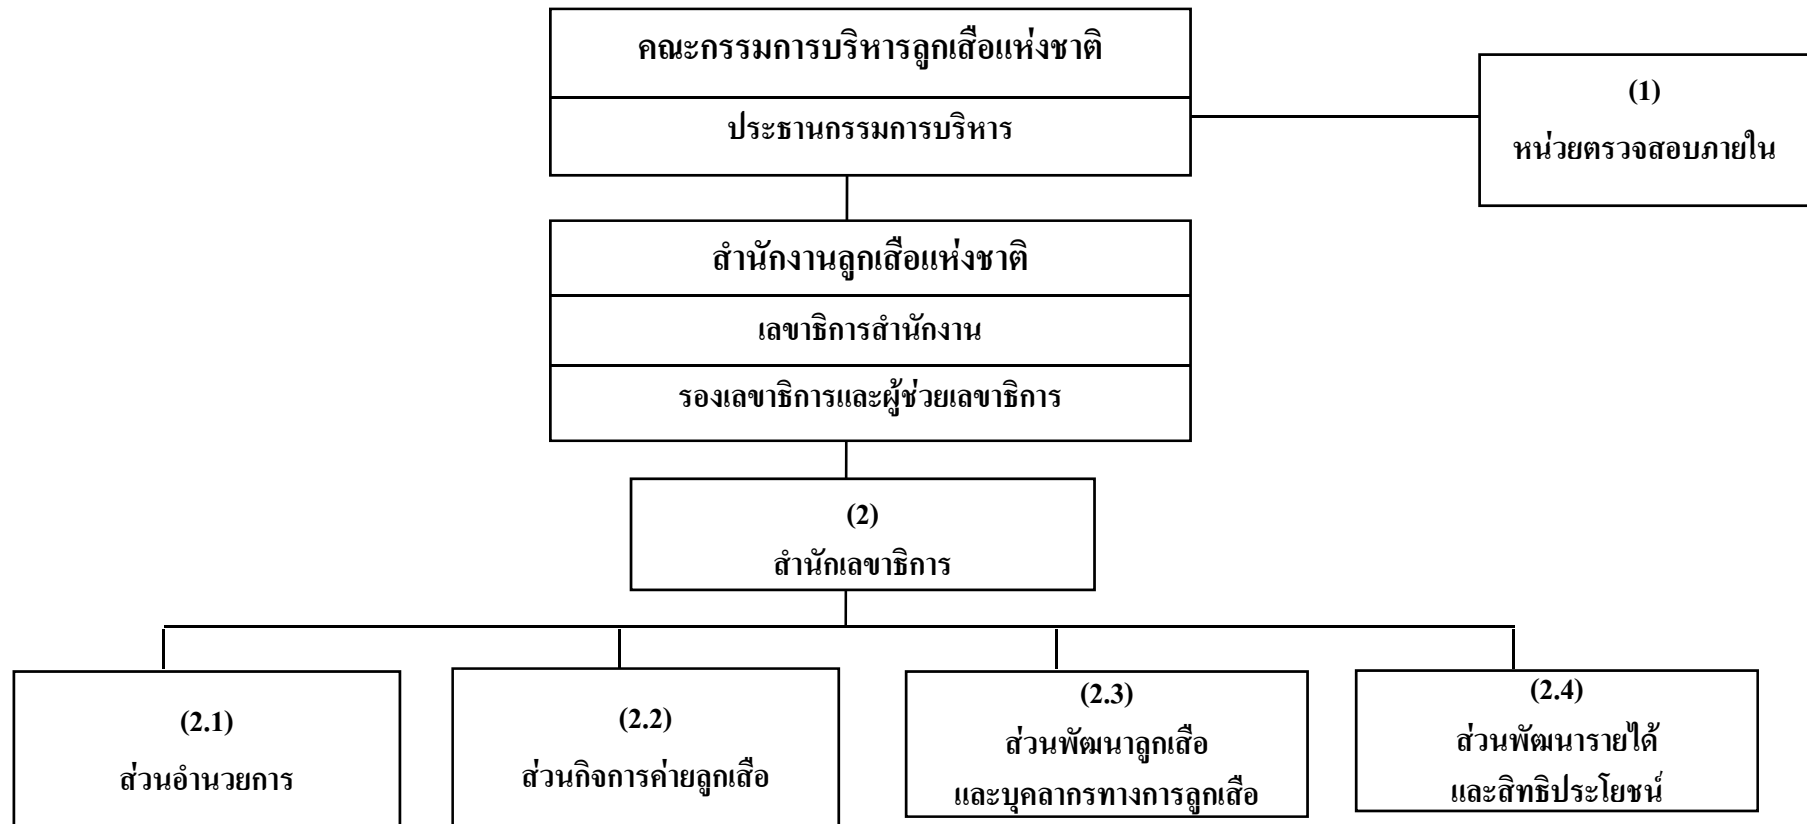 คณะกรรมการบริหารลูกเสือแห่งชาติ
ประธานกรรมการบริหาร
(1)
หน่วยตรวจสอบภายใน
สำนักงานลูกเสือแห่งชาติ
เลขาธิการสำนักงาน
รองเลขาธิการและผู้ช่วยเลขาธิการ
(2)
สำนักเลขาธิการ
(2.1)
ส่วนอำนวยการ
(2.2)
ส่วนกิจการค่ายลูกเสือ
(2.3)
ส่วนพัฒนาลูกเสือ
และบุคลากรทางการลูกเสือ
(2.4)
ส่วนพัฒนารายได้
และสิทธิประโยชน์